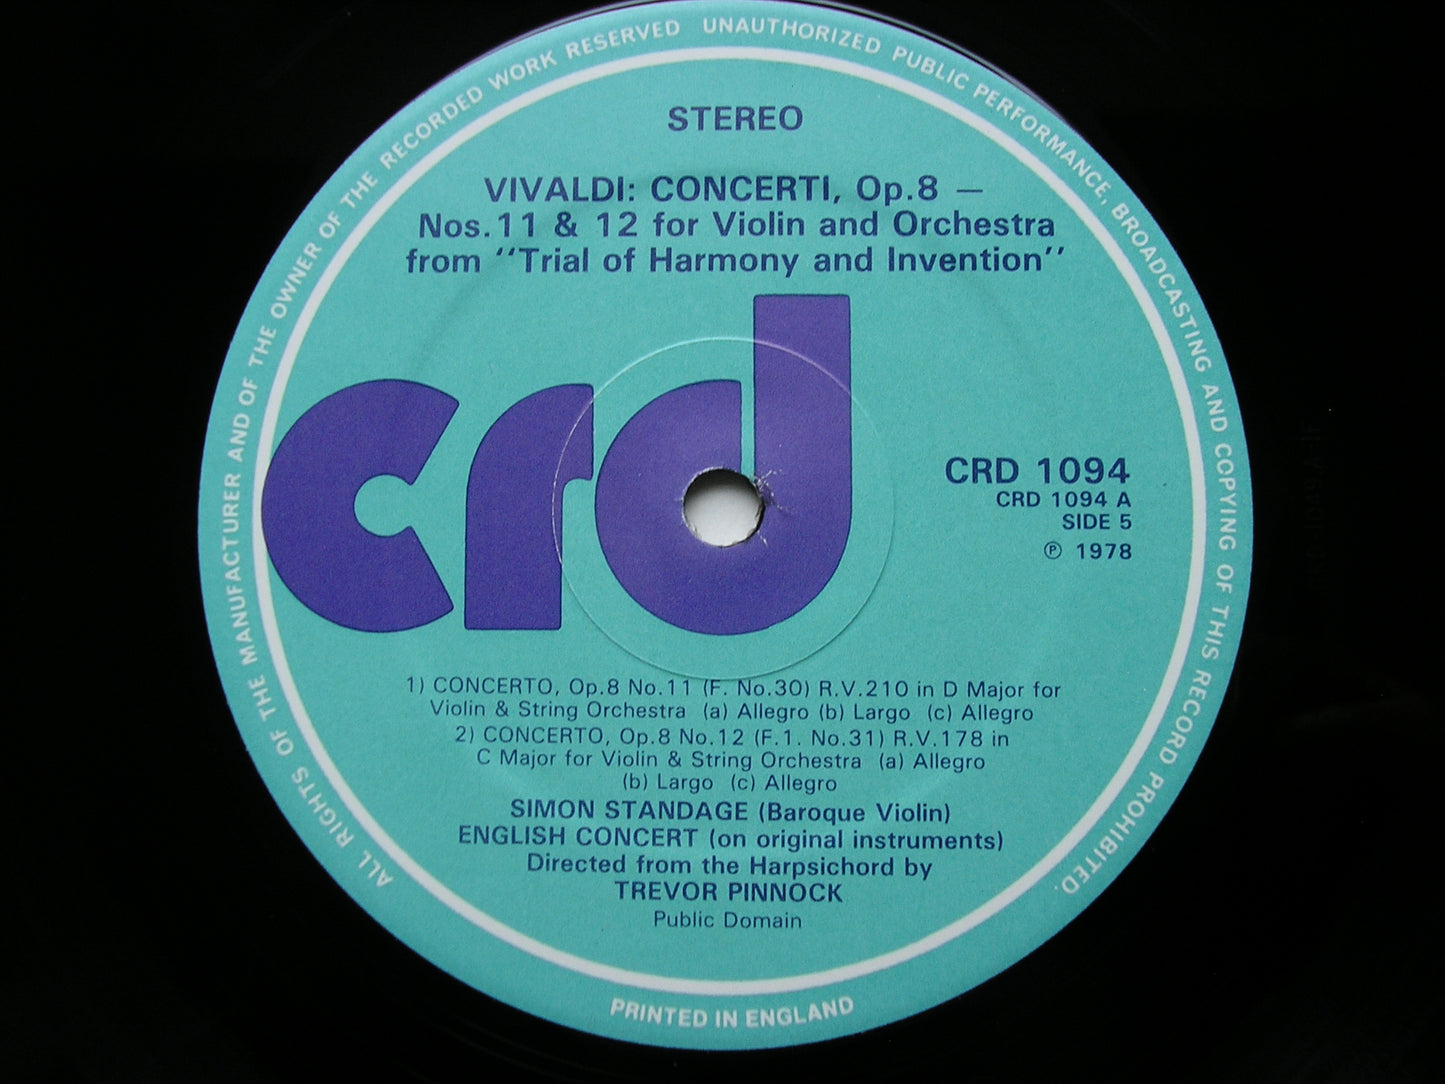 ALL RIGHTS OF THE MANUFACTURER AND OF THE OWNER OF THE RECORDED WORK RESERVED UNAUTHORIZED PUBLIC PERFORMANCE, BROADCASTING AND COPYING OF THIS RECORD PROHIBITED.
STEREO
VIVALDI: CONCERTI, Op.8 —
Nos.11 & 12 for Violin and Orchestra
from "Trial of Harmony and Invention"
crd
CRD 1094
CRD 1094 A
SIDE 5
℗ 1978
1) CONCERTO, Op.8 No.11 (F. No.30) R.V.210 in D Major for
Violin & String Orchestra (a) Allegro (b) Largo (c) Allegro
2) CONCERTO, Op.8 No.12 (F.1. No.31) R.V.178 in
C Major for Violin & String Orchestra (a) Allegro
(b) Largo (c) Allegro
SIMON STANDAGE (Baroque Violin)
ENGLISH CONCERT (on original instruments)
Directed from the Harpsichord by
TREVOR PINNOCK
Public Domain
PRINTED IN ENGLAND